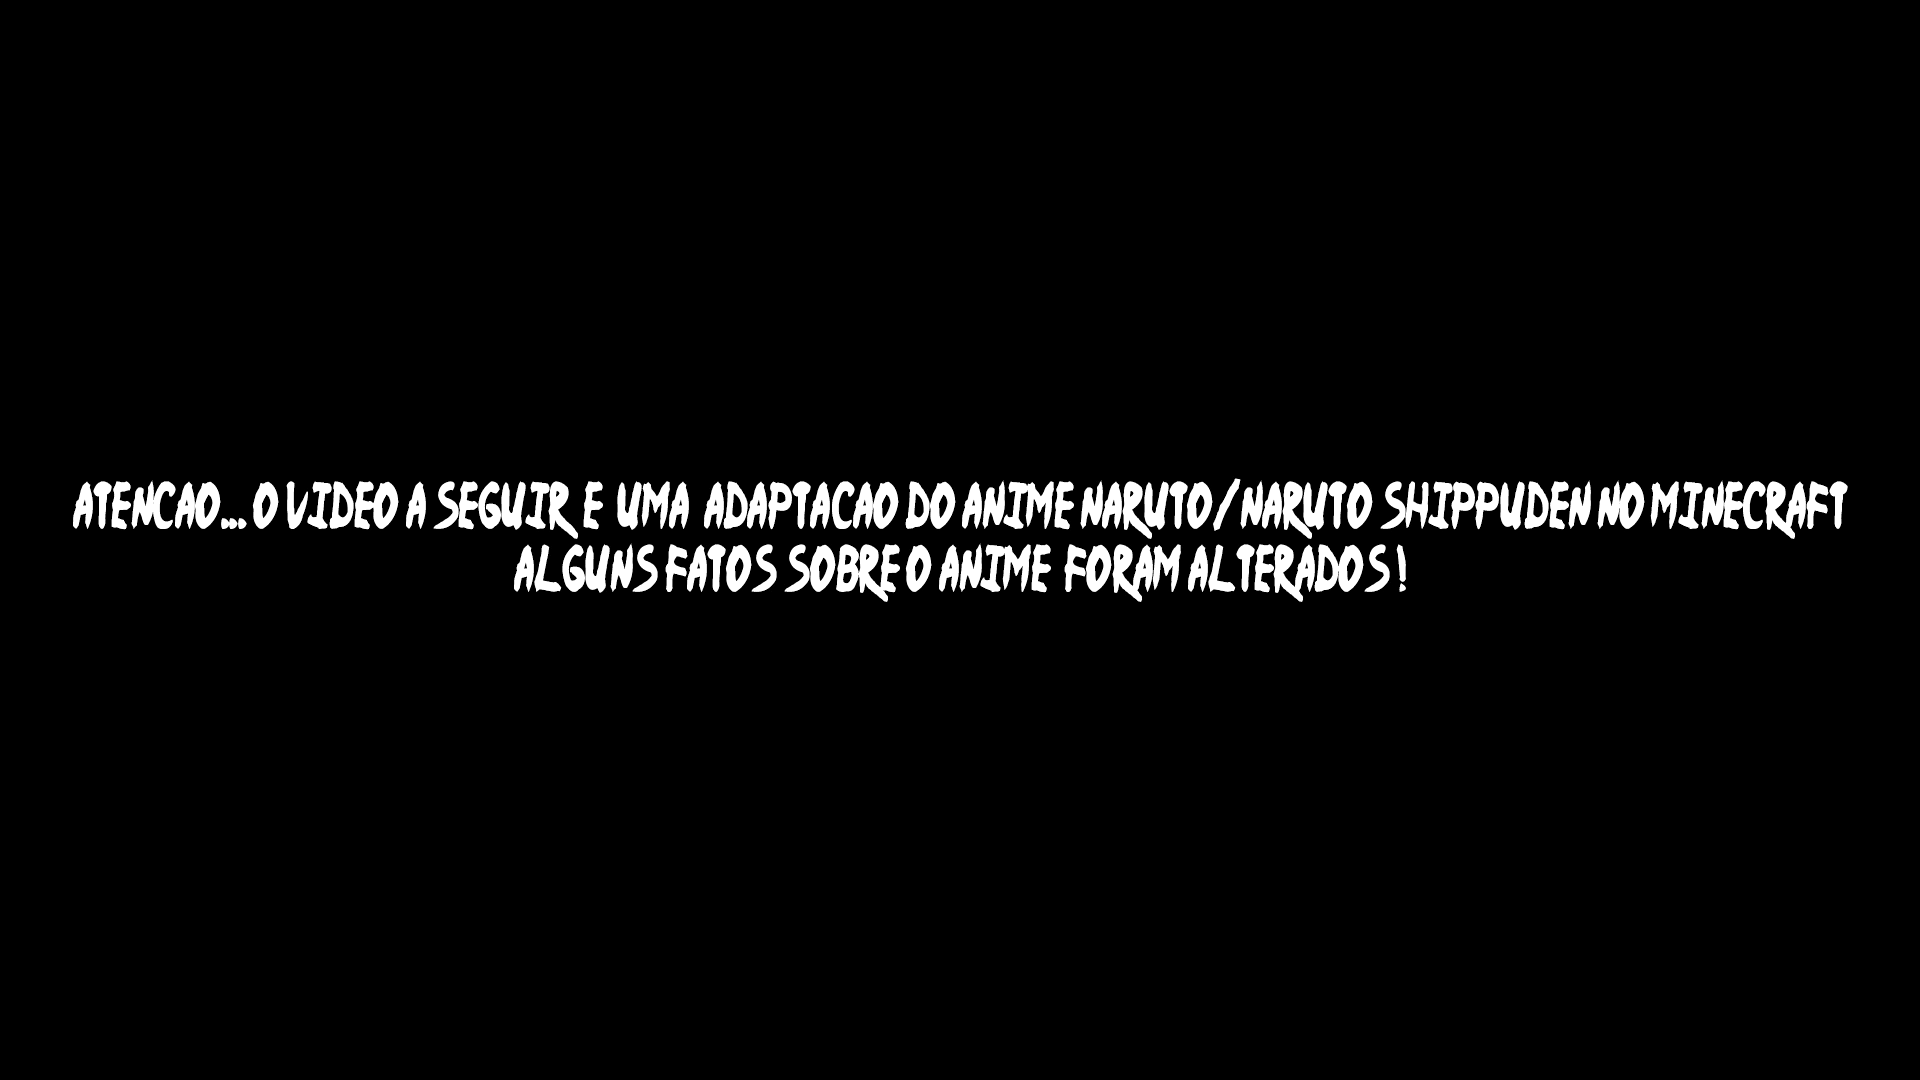 ATENCAO... O VIDEO A SEGUIR E UMA ADAPTACAO DO ANIME NARUTO/NARUTO SHIPPUDEN NO MINECRAFT
ALGUNS FATOS SOBRE O ANIME FORAM ALTERADOS!